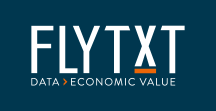 FLYTXT
DATA > ECONOMIC VALUE